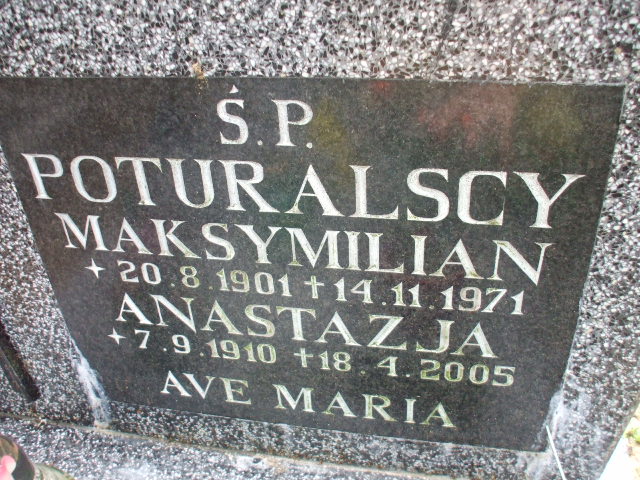 Ś.P.
POTURALSCY
MAKSYMILIAN
✦ 20.8.1901 ✝ 14.11.1971
ANASTAZJA
✦ 7.9.1910 ✝ 18.4.2005
AVE MARIA